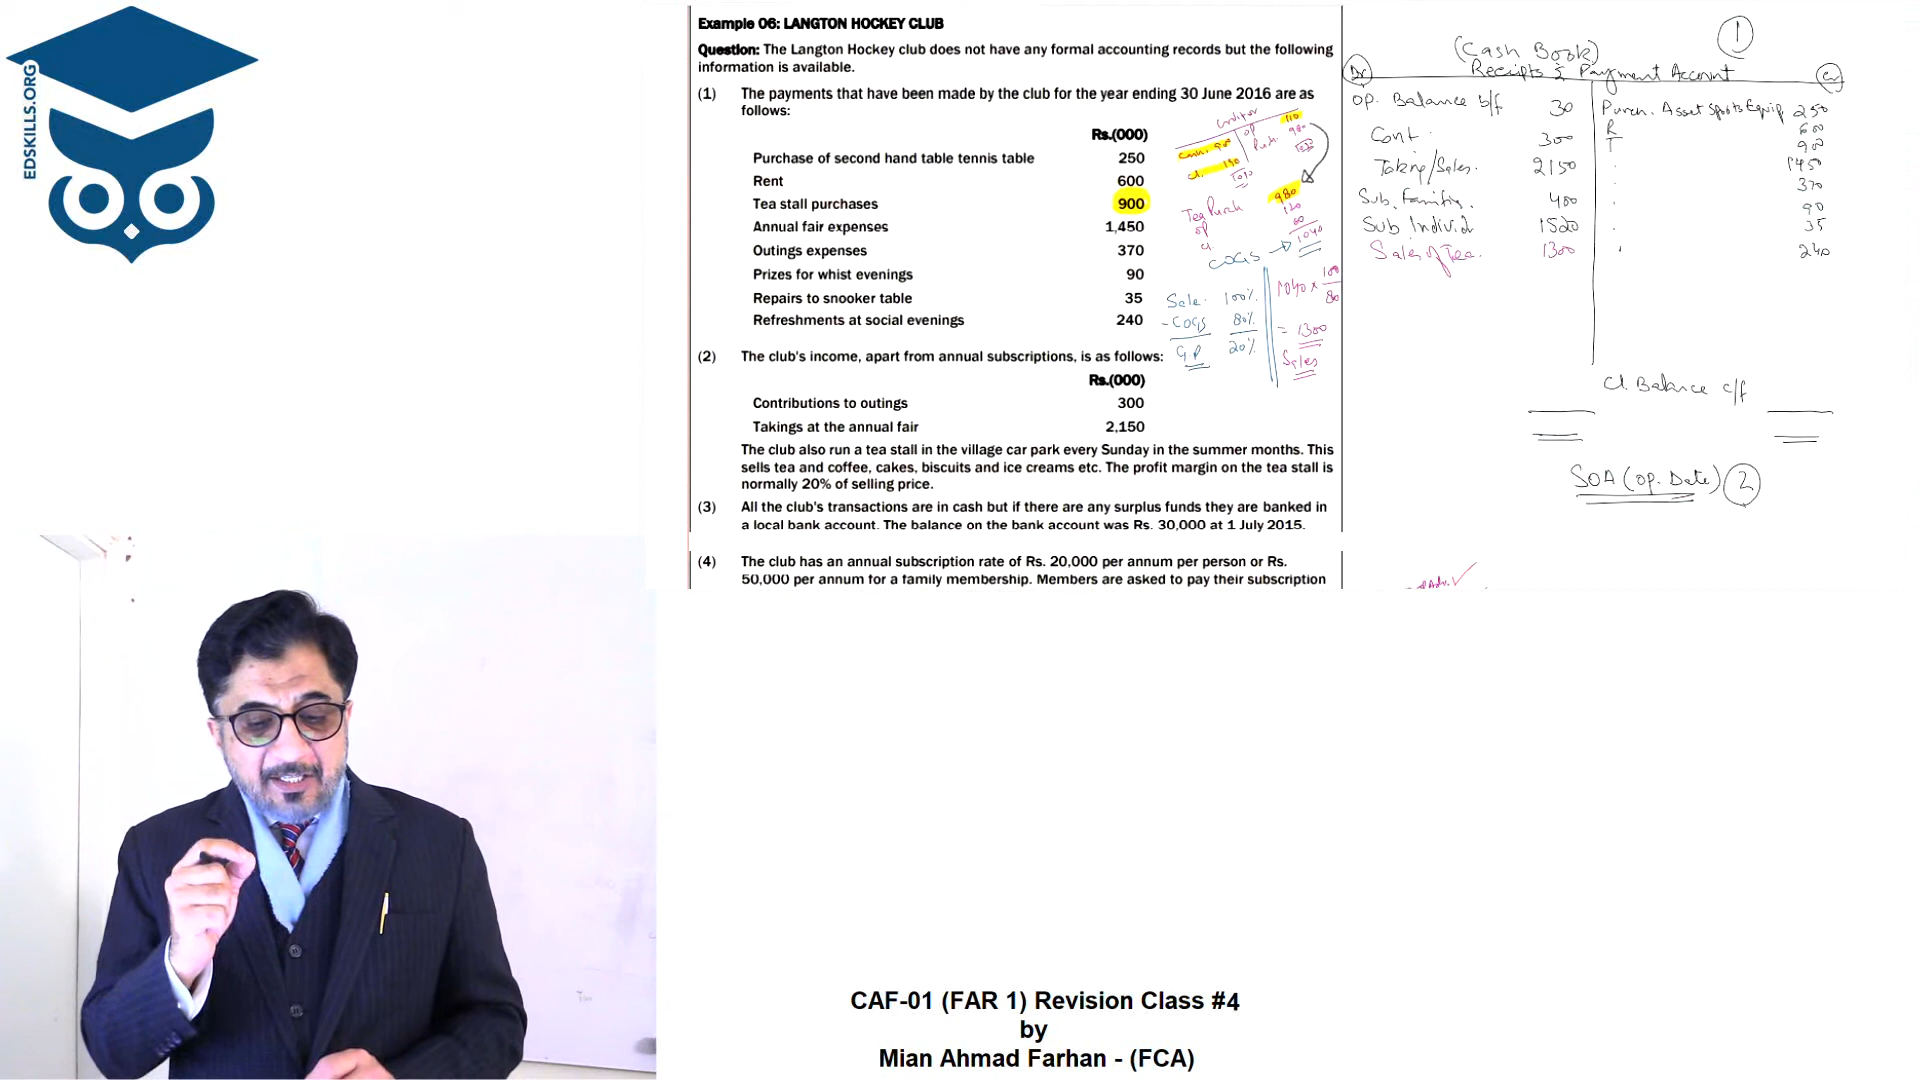 EDSKILLS.ORG
Example 06: LANGTON HOCKEY CLUB
Question: The Langton Hockey club does not have any formal accounting records but the following
information is available.
(1) The payments that have been made by the club for the year ending 30 June 2016 are as
follows:
Rs.(000)
Purchase of second hand table tennis table 250
Rent 600
Tea stall purchases 900
Annual fair expenses 1,450
Outings expenses 370
Prizes for whist evenings 90
Repairs to snooker table 35
Refreshments at social evenings 240
(2) The club's income, apart from annual subscriptions, is as follows:
Rs.(000)
Contributions to outings 300
Takings at the annual fair 2,150
The club also run a tea stall in the village car park every Sunday in the summer months. This
sells tea and coffee, cakes, biscuits and ice creams etc. The profit margin on the tea stall is
normally 20% of selling price.
(3) All the club's transactions are in cash but if there are any surplus funds they are banked in
a local bank account. The balance on the bank account was Rs. 30,000 at 1 July 2015.
(4) The club has an annual subscription rate of Rs. 20,000 per annum per person or Rs.
50,000 per annum for a family membership. Members are asked to pay their subscription
Creditor
op 110
Cash. 900 Purch. 980
cl. 190
Tea Purch 980
op 120
cl. 60
COGS → 1040
Sale. 100%
- COGS 80%
G.P 20%
1040 × 100
80
= 1300
Sales
1
(Cash Book)
Dr Receipts & Payment Account Cr
op. Balance b/f 30 Purch. Asset Sports Equip 250
R 600
Cont. 300 T 900
Taking/Sales. 2150 1450
370
Sub. Families. 400 90
Sub Individ 1520 35
Sales of Tea. 1300 240
Cl. Balance c/f
SOA (op. Date) 2
CAF-01 (FAR 1) Revision Class #4
by
Mian Ahmad Farhan - (FCA)